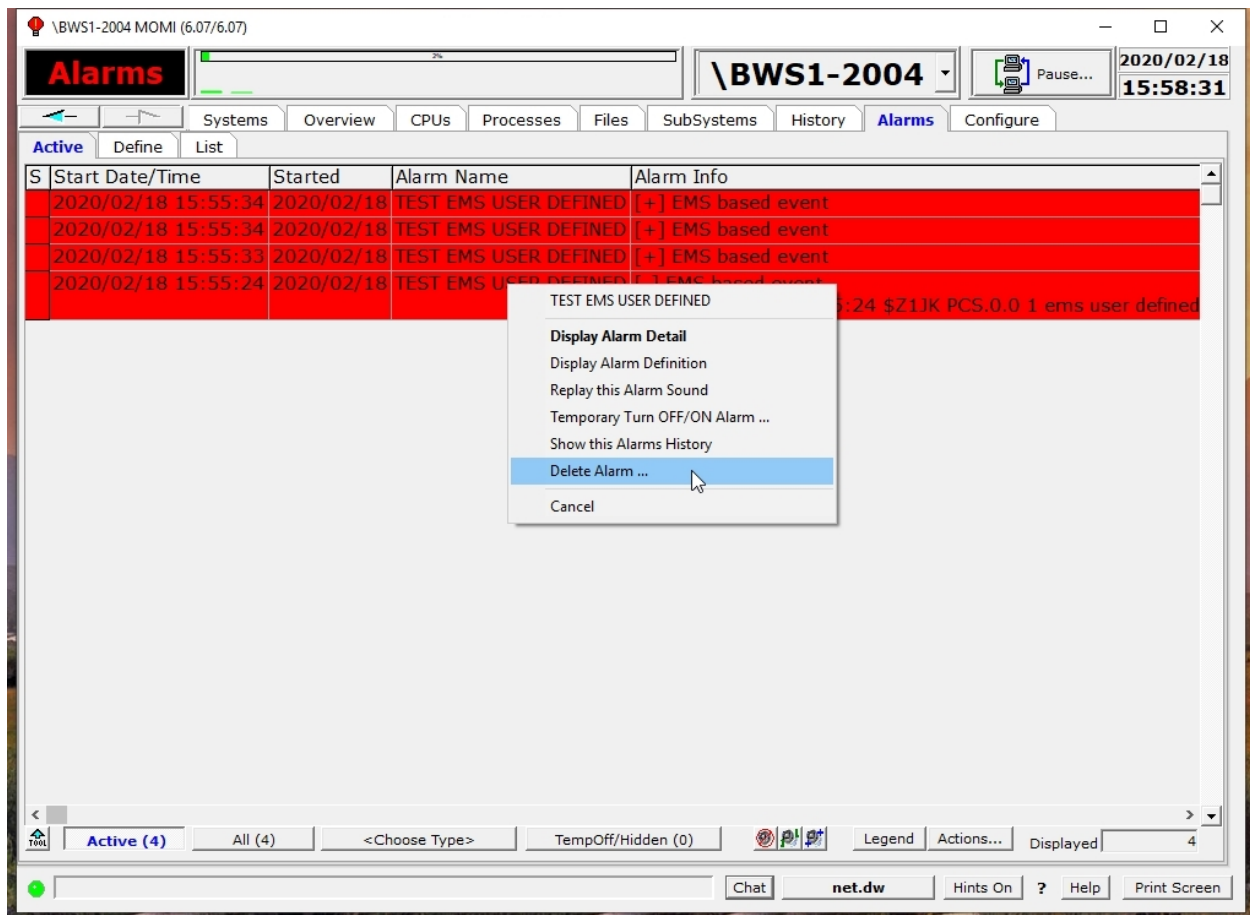 \BWS1-2004 MOMI (6.07/6.07)
Alarms
2%
\BWS1-2004
Pause...
2020/02/18
15:58:31
Systems Overview CPUs Processes Files SubSystems History Alarms Configure
Active Define List
S Start Date/Time Started Alarm Name Alarm Info
2020/02/18 15:55:34 2020/02/18 TEST EMS USER DEFINED [+] EMS based event
2020/02/18 15:55:34 2020/02/18 TEST EMS USER DEFINED [+] EMS based event
2020/02/18 15:55:33 2020/02/18 TEST EMS USER DEFINED [+] EMS based event
2020/02/18 15:55:24 2020/02/18 TEST EMS USER DEFINED [-] EMS based event
:24 $Z1JK PCS.0.0 1 ems user defined
TEST EMS USER DEFINED
Display Alarm Detail
Display Alarm Definition
Replay this Alarm Sound
Temporary Turn OFF/ON Alarm ...
Show this Alarms History
Delete Alarm ...
Cancel
TOOL Active (4) All (4) <Choose Type> TempOff/Hidden (0) Legend Actions... Displayed 4
Chat net.dw Hints On ? Help Print Screen